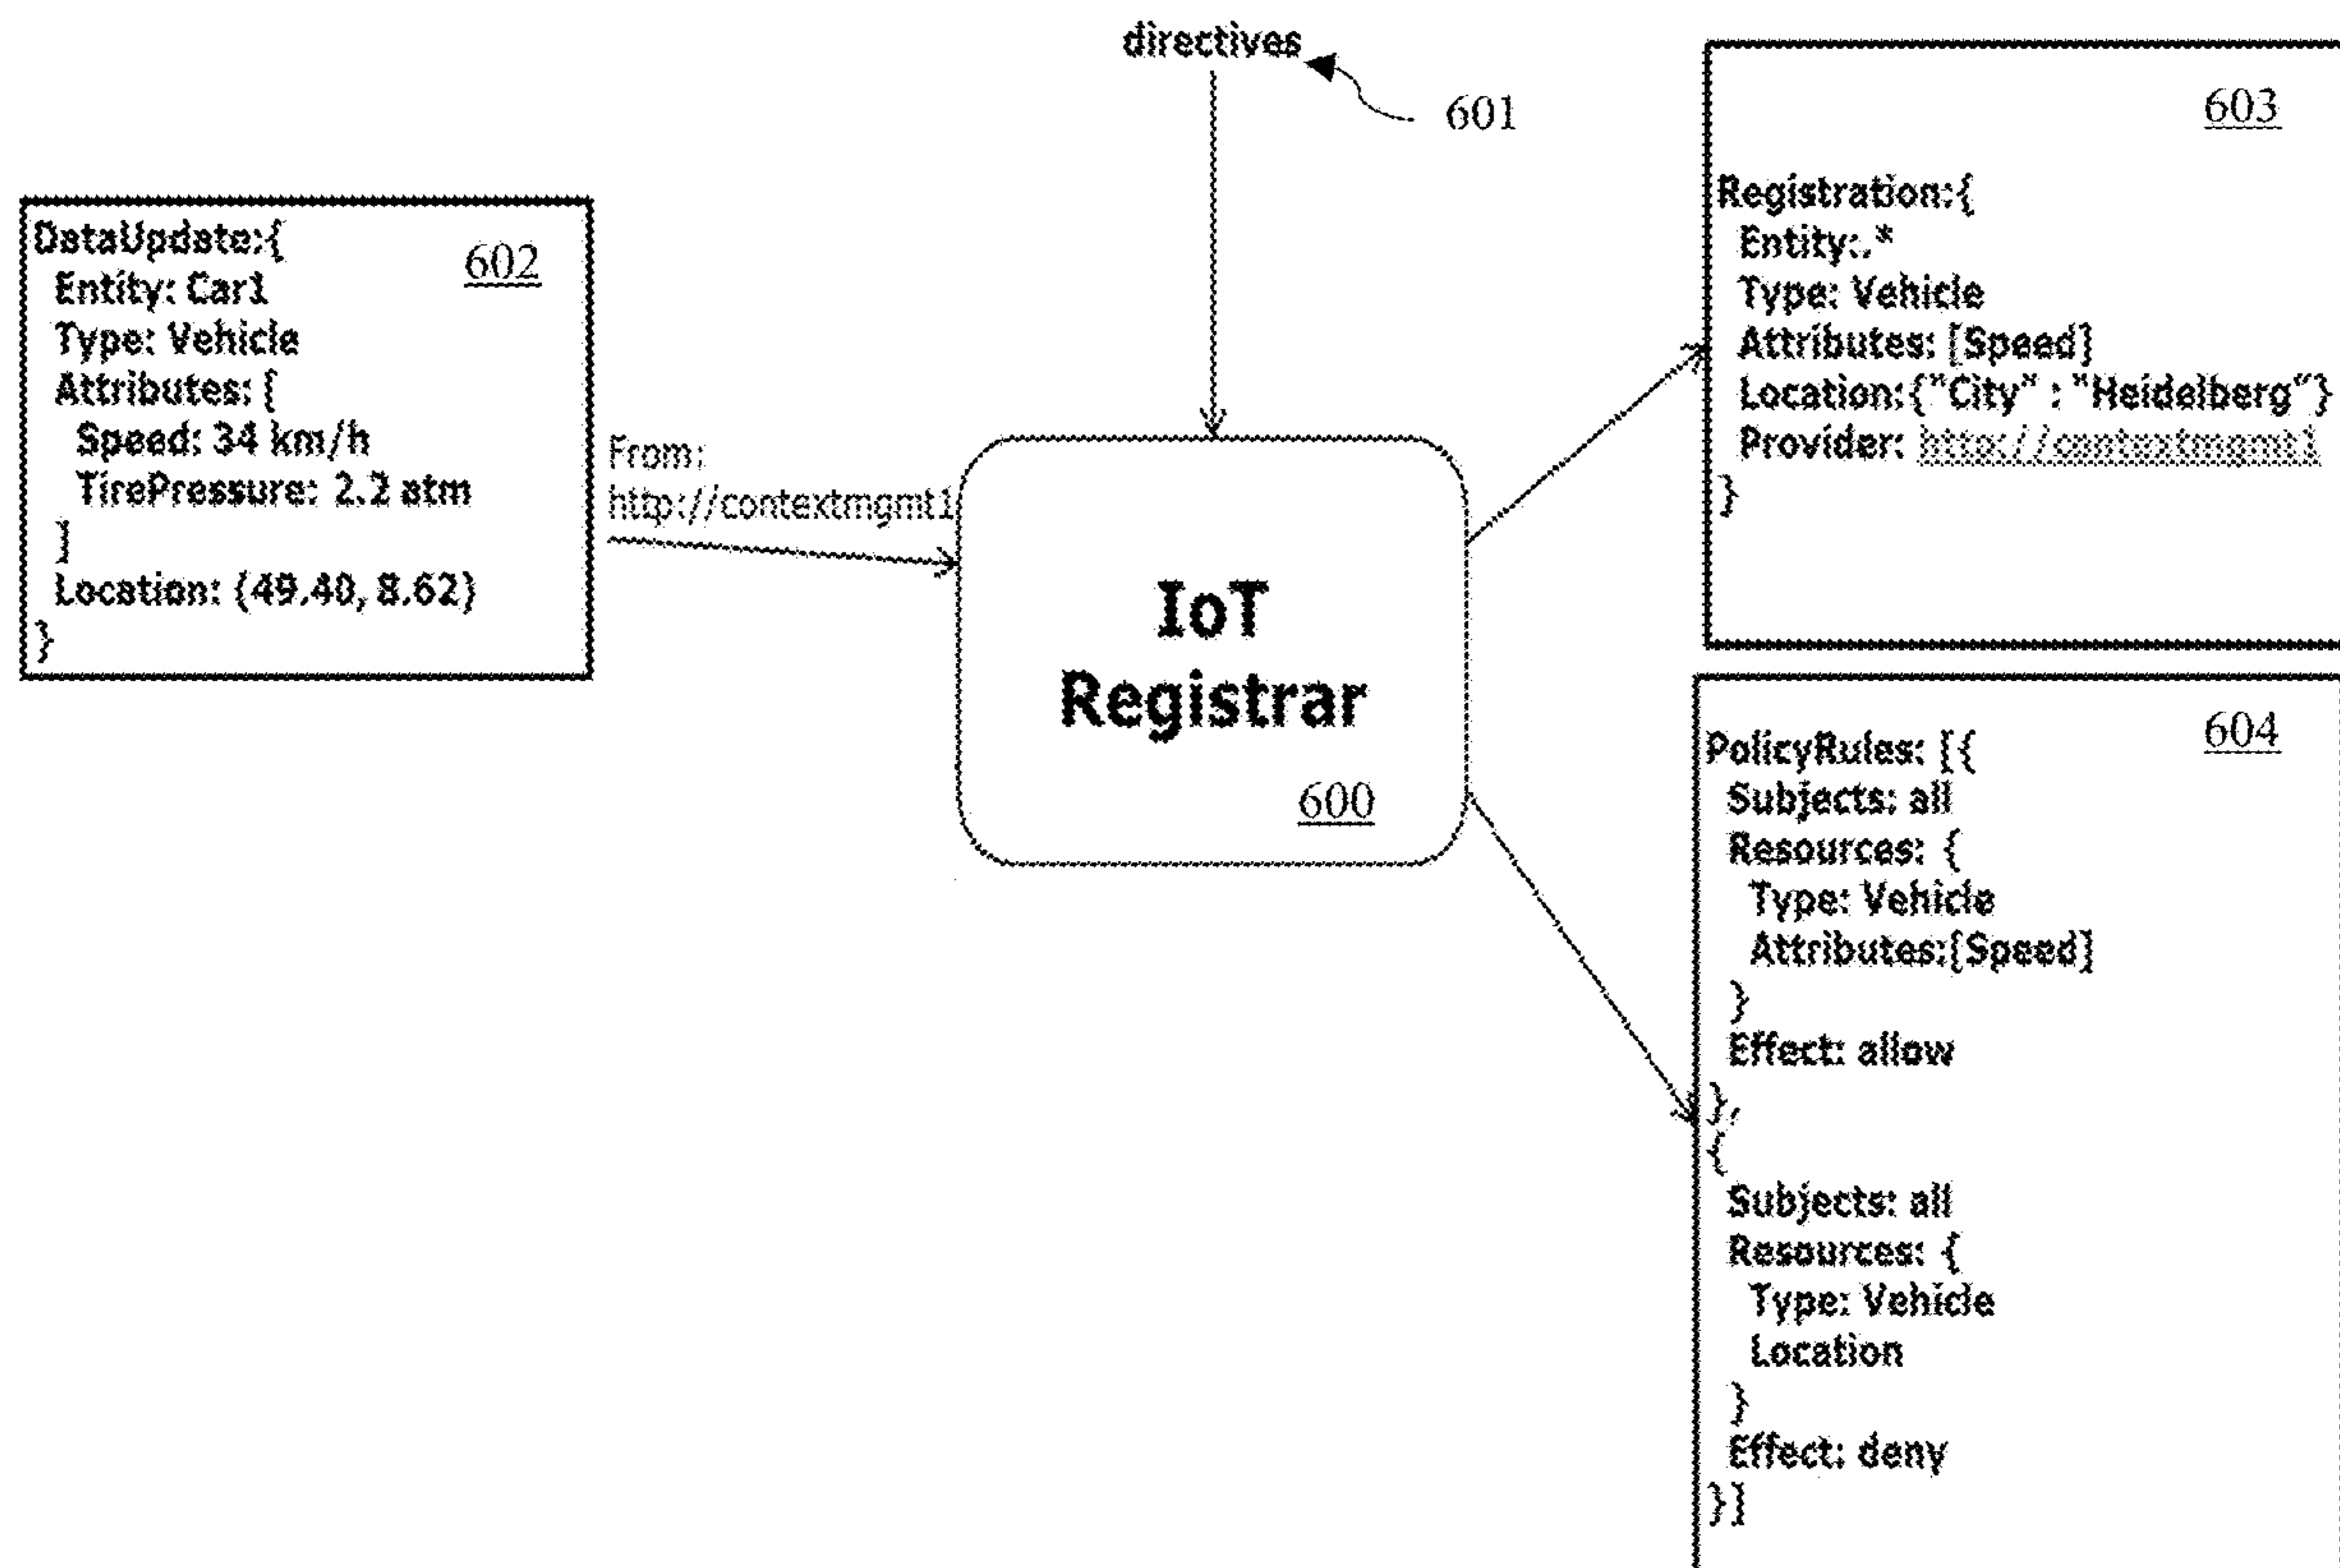 directives
601
DataUpdate:{
602
Entity: Car1
Type: Vehicle
Attributes: [
Speed: 34 km/h
TirePressure: 2.2 atm
]
Location: (49.40, 8.62)
}
From:
http://contextmgmt1
IoT
Registrar
600
603
Registration:{
Entity:.*
Type: Vehicle
Attributes: [Speed]
Location:{"City" : "Heidelberg"}
Provider: http://contextmgmt1
}
604
PolicyRules: [{
Subjects: all
Resources: {
Type: Vehicle
Attributes:[Speed]
}
Effect: allow
},
{
Subjects: all
Resources: {
Type: Vehicle
Location
}
Effect: deny
}]